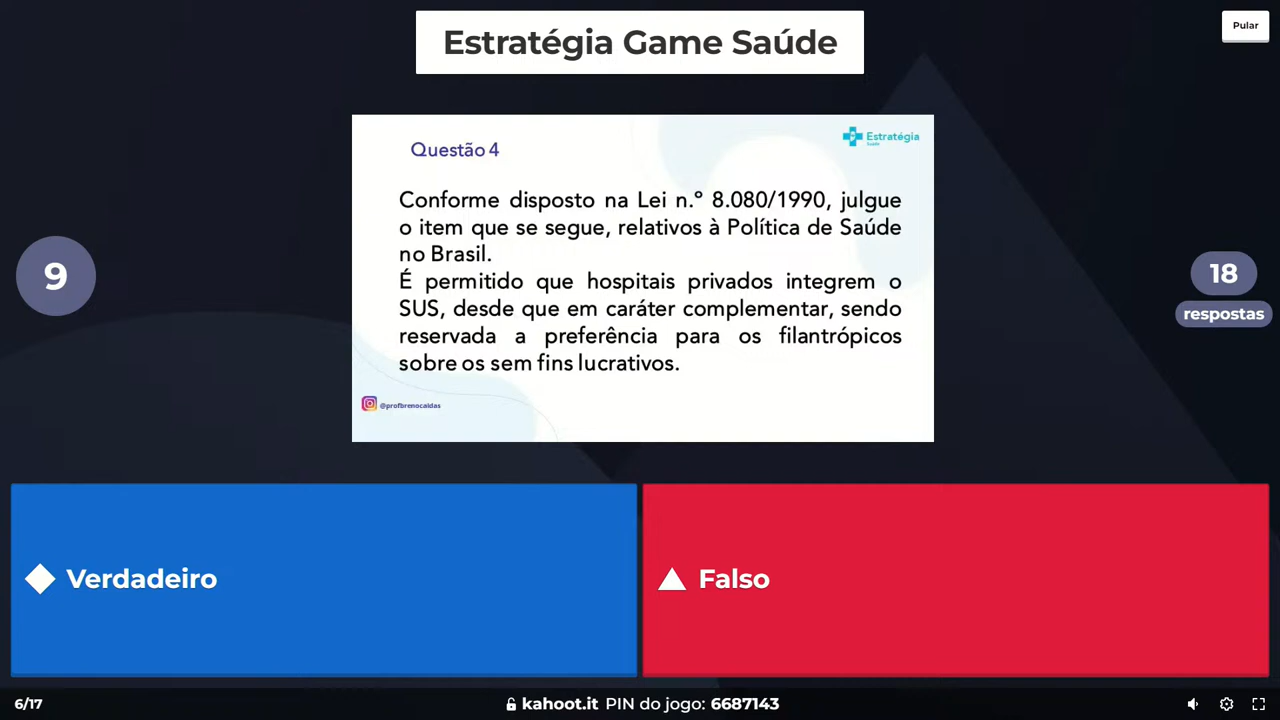 Estratégia Game Saúde
Pular
Estratégia
Saúde
Questão 4
Conforme disposto na Lei n.º 8.080/1990, julgue
o item que se segue, relativos à Política de Saúde
no Brasil.
É permitido que hospitais privados integrem o
SUS, desde que em caráter complementar, sendo
reservada a preferência para os filantrópicos
sobre os sem fins lucrativos.
@profbrenocaldas
9
18
respostas
Verdadeiro
Falso
6/17
kahoot.it PIN do jogo: 6687143